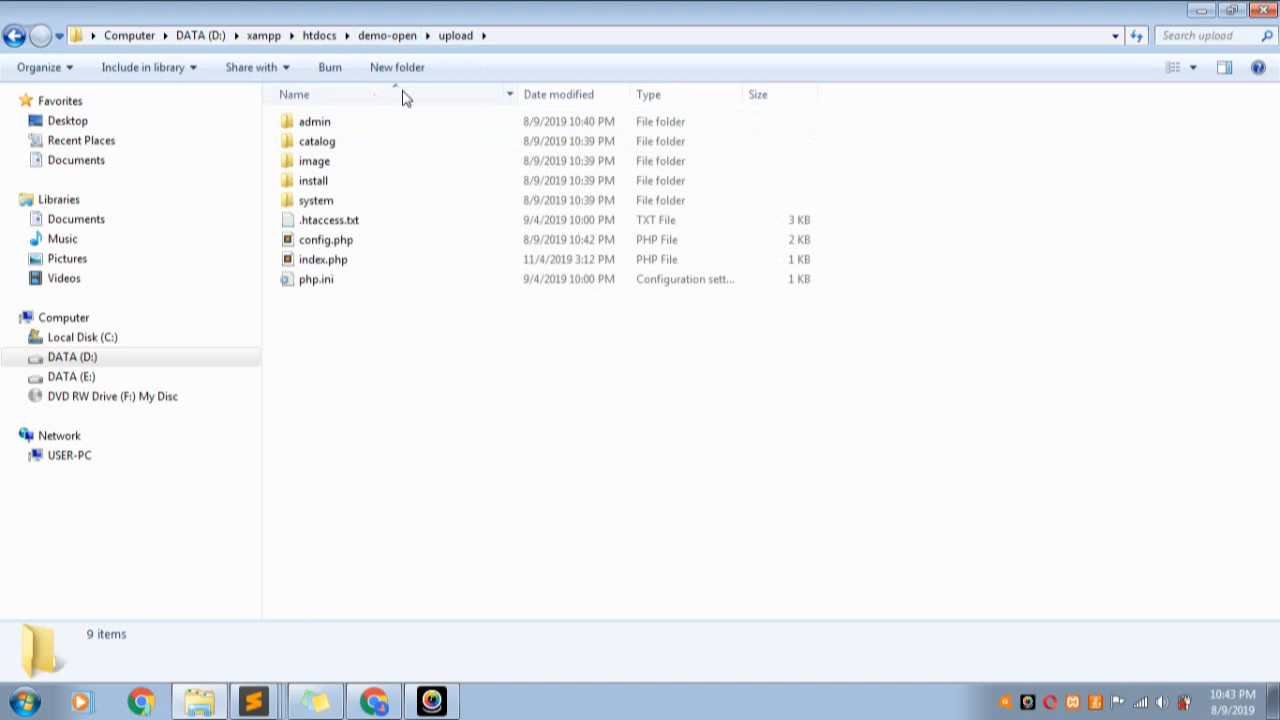 Computer DATA (D:) xampp htdocs demo-open upload Search upload
Organize Include in library Share with Burn New folder
Name Date modified Type Size
Favorites
Desktop
Recent Places
Documents
Libraries
Documents
Music
Pictures
Videos
Computer
Local Disk (C:)
DATA (D:)
DATA (E:)
DVD RW Drive (F:) My Disc
Network
USER-PC
admin 8/9/2019 10:40 PM File folder
catalog 8/9/2019 10:39 PM File folder
image 8/9/2019 10:39 PM File folder
install 8/9/2019 10:39 PM File folder
system 8/9/2019 10:39 PM File folder
.htaccess.txt 9/4/2019 10:00 PM TXT File 3 KB
config.php 8/9/2019 10:42 PM PHP File 2 KB
index.php 11/4/2019 3:12 PM PHP File 1 KB
php.ini 9/4/2019 10:00 PM Configuration sett... 1 KB
9 items
10:43 PM
8/9/2019